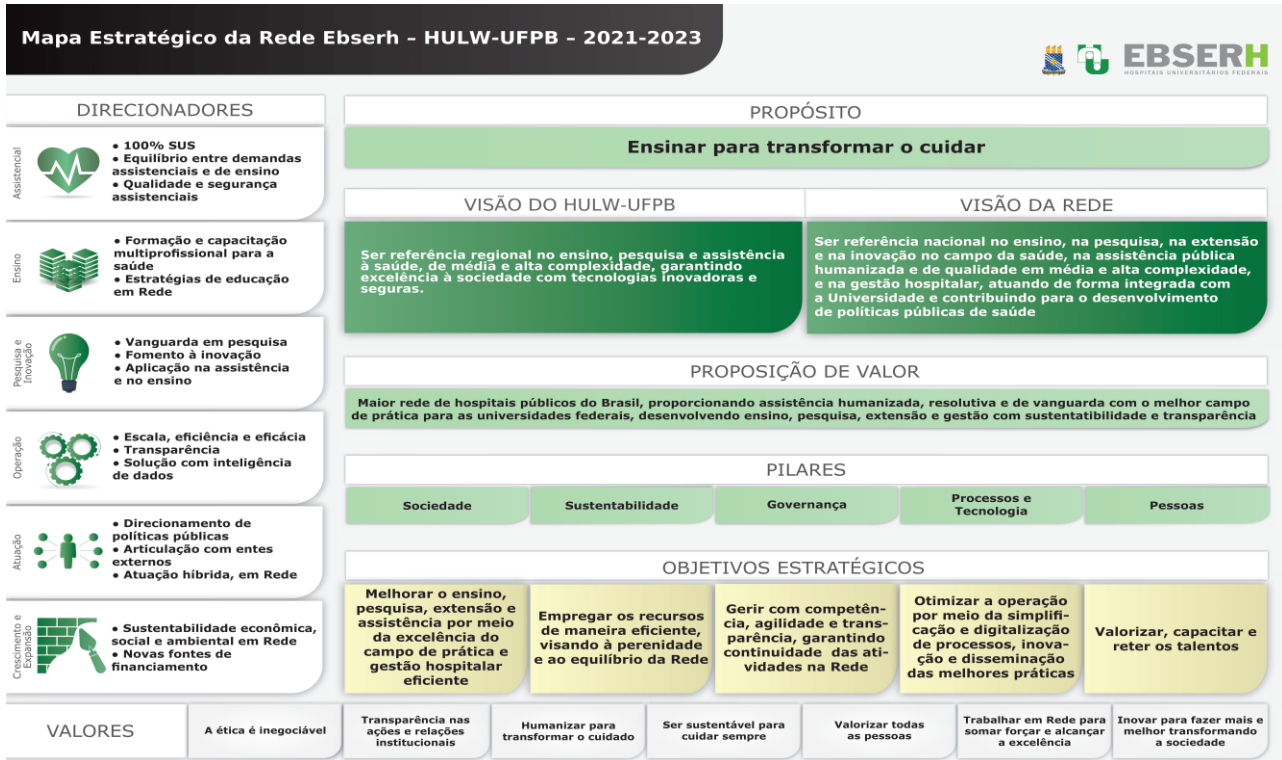 Mapa Estratégico da Rede Ebserh – HULW-UFPB – 2021-2023
EBSERH
HOSPITAIS UNIVERSITÁRIOS FEDERAIS
DIRECIONADORES
Assistencial
• 100% SUS
• Equilíbrio entre demandas
assistenciais e de ensino
• Qualidade e segurança
assistenciais
Ensino
• Formação e capacitação
multiprofissional para a
saúde
• Estratégias de educação
em Rede
Pesquisa e
Inovação
• Vanguarda em pesquisa
• Fomento à inovação
• Aplicação na assistência
e no ensino
Operação
• Escala, eficiência e eficácia
• Transparência
• Solução com inteligência
de dados
Atuação
• Direcionamento de
políticas públicas
• Articulação com entes
externos
• Atuação híbrida, em Rede
Crescimento e
Expansão
• Sustentabilidade econômica,
social e ambiental em Rede
• Novas fontes de
financiamento
PROPÓSITO
Ensinar para transformar o cuidar
VISÃO DO HULW-UFPB
Ser referência regional no ensino, pesquisa e assistência
à saúde, de média e alta complexidade, garantindo
excelência à sociedade com tecnologias inovadoras e
seguras.
VISÃO DA REDE
Ser referência nacional no ensino, na pesquisa, na extensão
e na inovação no campo da saúde, na assistência pública
humanizada e de qualidade em média e alta complexidade,
e na gestão hospitalar, atuando de forma integrada com
a Universidade e contribuindo para o desenvolvimento
de políticas públicas de saúde
PROPOSIÇÃO DE VALOR
Maior rede de hospitais públicos do Brasil, proporcionando assistência humanizada, resolutiva e de vanguarda com o melhor campo
de prática para as universidades federais, desenvolvendo ensino, pesquisa, extensão e gestão com sustentatibilidade e transparência
PILARES
Sociedade
Sustentabilidade
Governança
Processos e
Tecnologia
Pessoas
OBJETIVOS ESTRATÉGICOS
Melhorar o ensino,
pesquisa, extensão e
assistência por meio
da excelência do
campo de prática e
gestão hospitalar
eficiente
Empregar os recursos
de maneira eficiente,
visando à perenidade
e ao equilíbrio da Rede
Gerir com competên-
cia, agilidade e trans-
parência, garantindo
continuidade das ati-
vidades na Rede
Otimizar a operação
por meio da simplifi-
cação e digitalização
de processos, inova-
ção e disseminação
das melhores práticas
Valorizar, capacitar e
reter os talentos
VALORES
A ética é inegociável
Transparência nas
ações e relações
institucionais
Humanizar para
transformar o cuidado
Ser sustentável para
cuidar sempre
Valorizar todas
as pessoas
Trabalhar em Rede para
somar forçar e alcançar
a excelência
Inovar para fazer mais e
melhor transformando
a sociedade